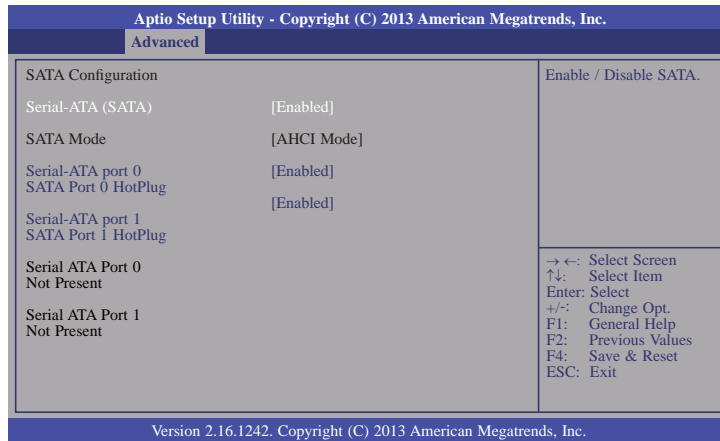 Aptio Setup Utility - Copyright (C) 2013 American Megatrends, Inc.
Advanced
SATA Configuration
Serial-ATA (SATA) [Enabled]
SATA Mode [AHCI Mode]
Serial-ATA port 0 [Enabled]
SATA Port 0 HotPlug
[Enabled]
Serial-ATA port 1
SATA Port 1 HotPlug
Serial ATA Port 0
Not Present
Serial ATA Port 1
Not Present
Enable / Disable SATA.
→ ←: Select Screen
↑↓: Select Item
Enter: Select
+/-: Change Opt.
F1: General Help
F2: Previous Values
F4: Save & Reset
ESC: Exit
Version 2.16.1242. Copyright (C) 2013 American Megatrends, Inc.